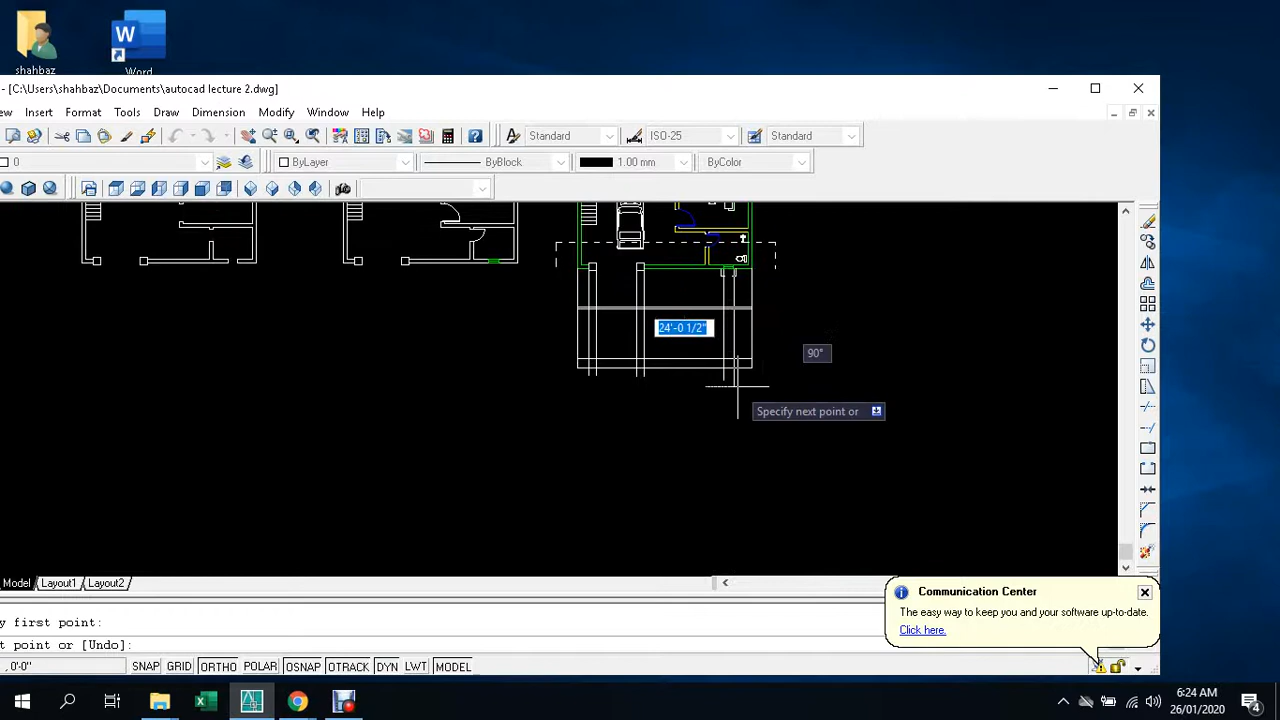 shahbaz
Word
- [C:\Users\shahbaz\Documents\autocad lecture 2.dwg]
ew Insert Format Tools Draw Dimension Modify Window Help
Standard ISO-25 Standard
0 ByLayer ByBlock 1.00 mm ByColor
24'-0 1/2"
90°
Specify next point or
Model Layout1 Layout2
Communication Center
The easy way to keep you and your software up-to-date.
Click here.
y first point:
t point or [Undo]:
, 0'-0" SNAP GRID ORTHO POLAR OSNAP OTRACK DYN LWT MODEL
6:24 AM
26/01/2020
4